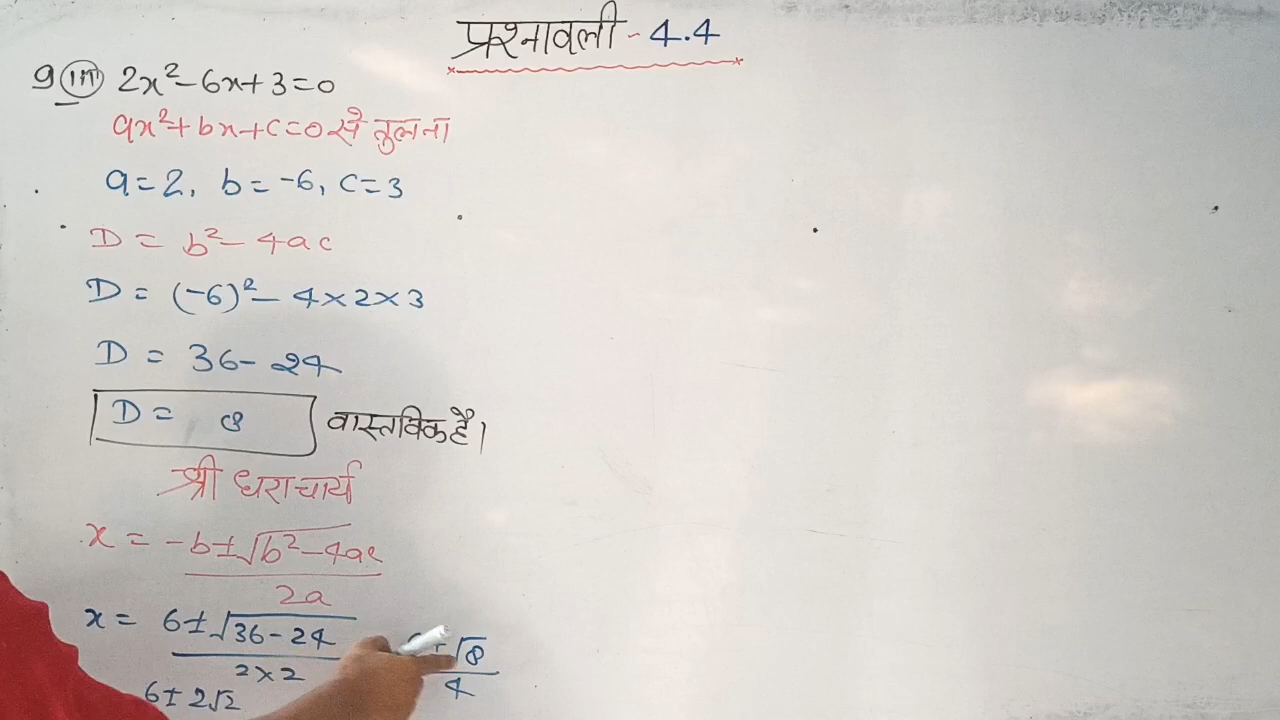 प्रश्नावली - 4.4
9 (iii) 2x² - 6x + 3 = 0
ax² + bx + c = 0 से तुलना
a = 2, b = -6, c = 3
D = b² - 4ac
D = (-6)² - 4 × 2 × 3
D = 36 - 24
D = 8 वास्तविक है।
श्री धराचार्य
x = -b ± √(b² - 4ac) / 2a
x = 6 ± √(36 - 24) / 2 × 2 ± √8 / 4
6 ± 2√2